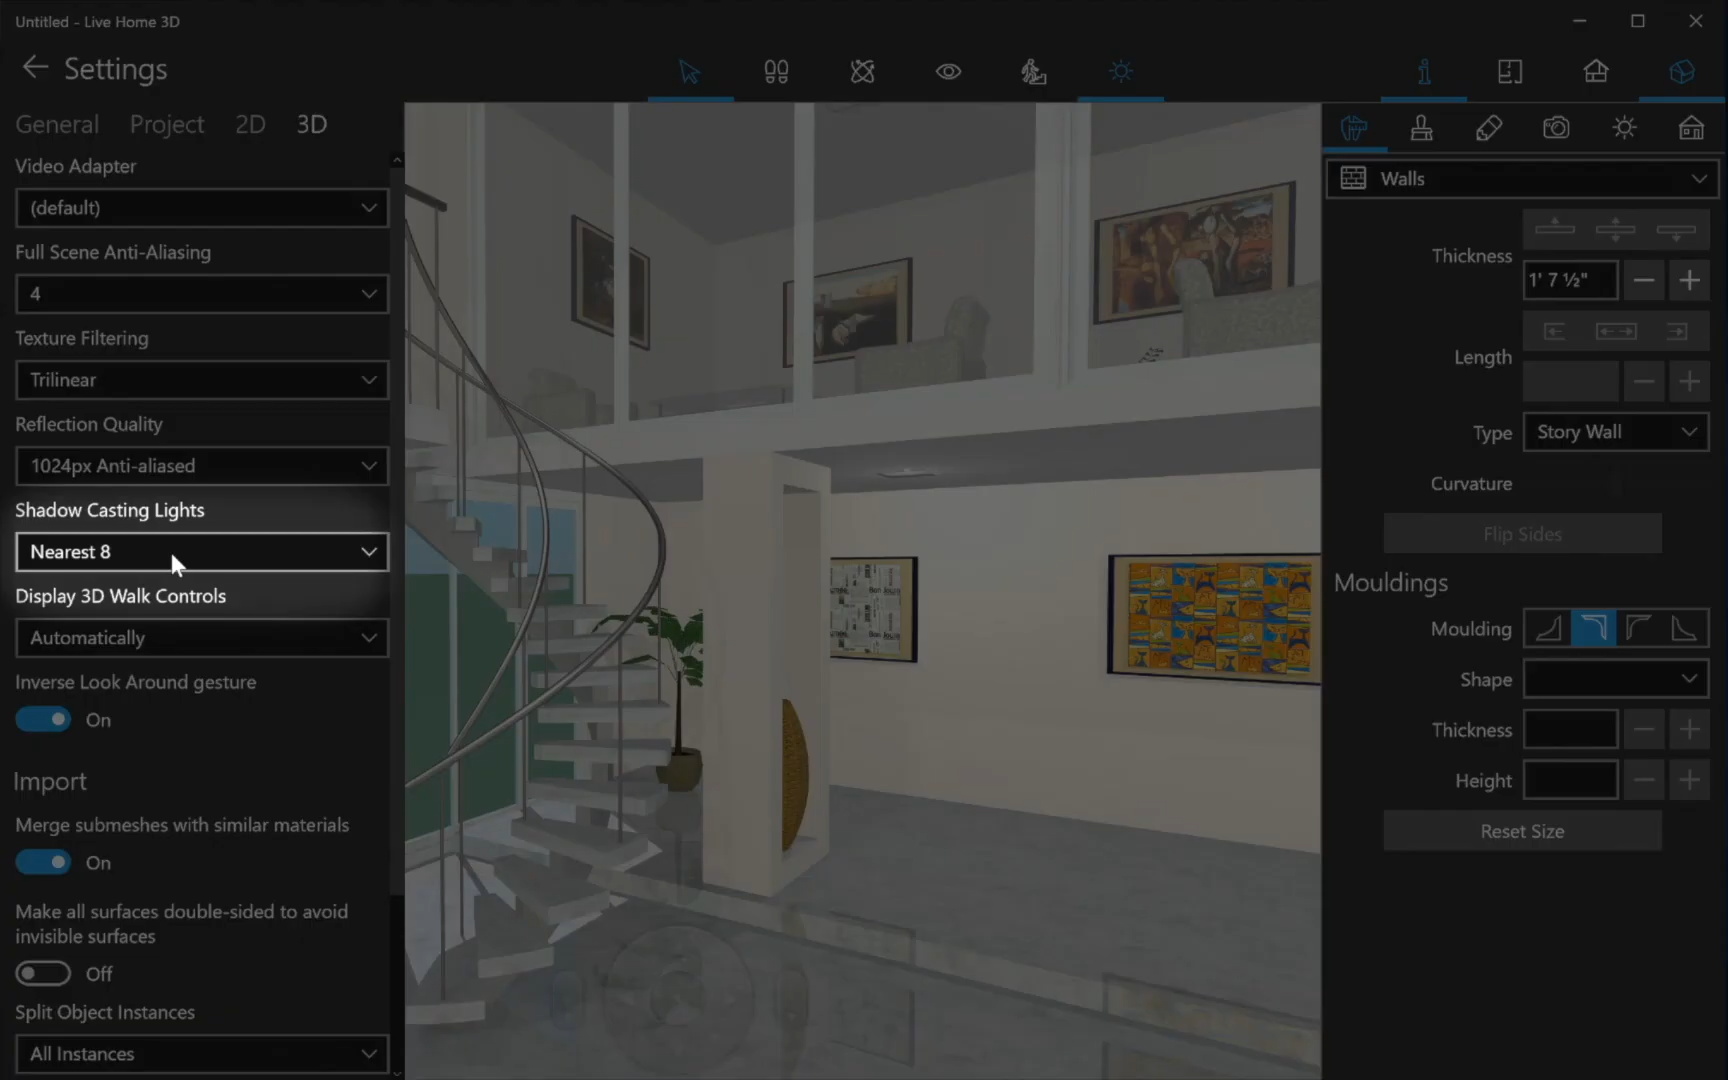 Untitled - Live Home 3D
Settings
General Project 2D 3D
Video Adapter
(default)
Full Scene Anti-Aliasing
4
Texture Filtering
Trilinear
Reflection Quality
1024px Anti-aliased
Shadow Casting Lights
Nearest 8
Display 3D Walk Controls
Automatically
Inverse Look Around gesture
On
Import
Merge submeshes with similar materials
On
Make all surfaces double-sided to avoid
invisible surfaces
Off
Split Object Instances
All Instances
Walls
Thickness
1' 7 ½"
Length
Type Story Wall
Curvature
Flip Sides
Mouldings
Moulding
Shape
Thickness
Height
Reset Size